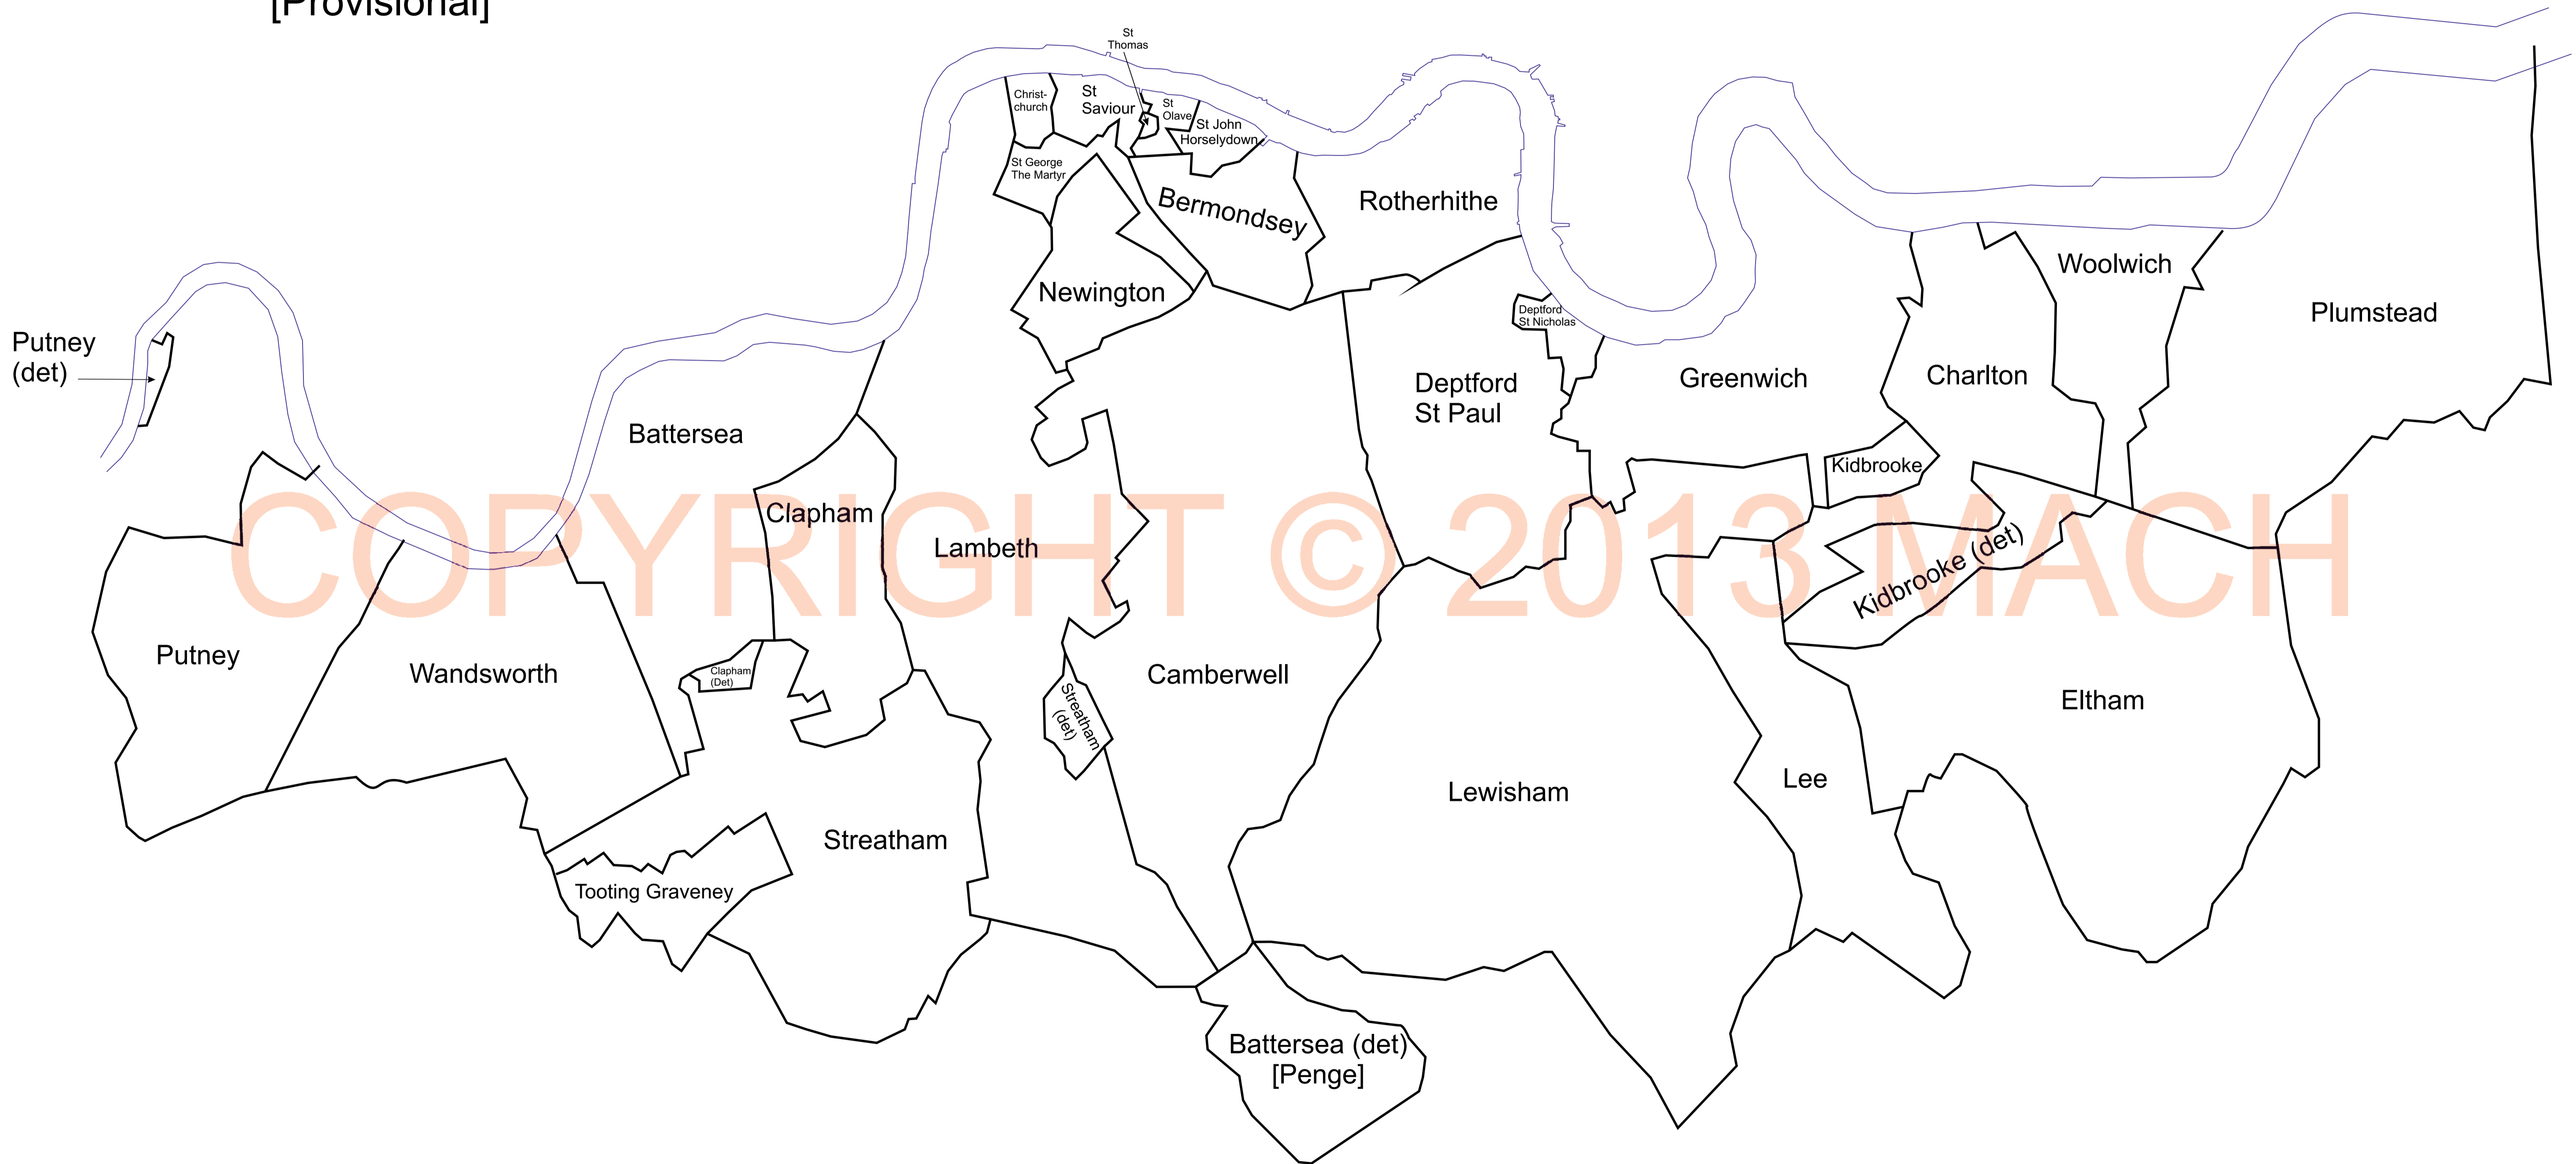 [Provisional]
St
Thomas
Christ-
church
St
Saviour
St
Olave
St John
Horselydown
St George
The Martyr
Bermondsey
Rotherhithe
Newington
Woolwich
Plumstead
Deptford
St Nicholas
Putney
(det)
Greenwich
Charlton
Deptford
St Paul
Battersea
Kidbrooke
Clapham
Lambeth
COPYRIGHT © 2013 MACH
Kidbrooke (det)
Putney
Wandsworth
Clapham
(Det)
Streatham
(det)
Camberwell
Eltham
Lewisham
Lee
Streatham
Tooting Graveney
Battersea (det)
[Penge]